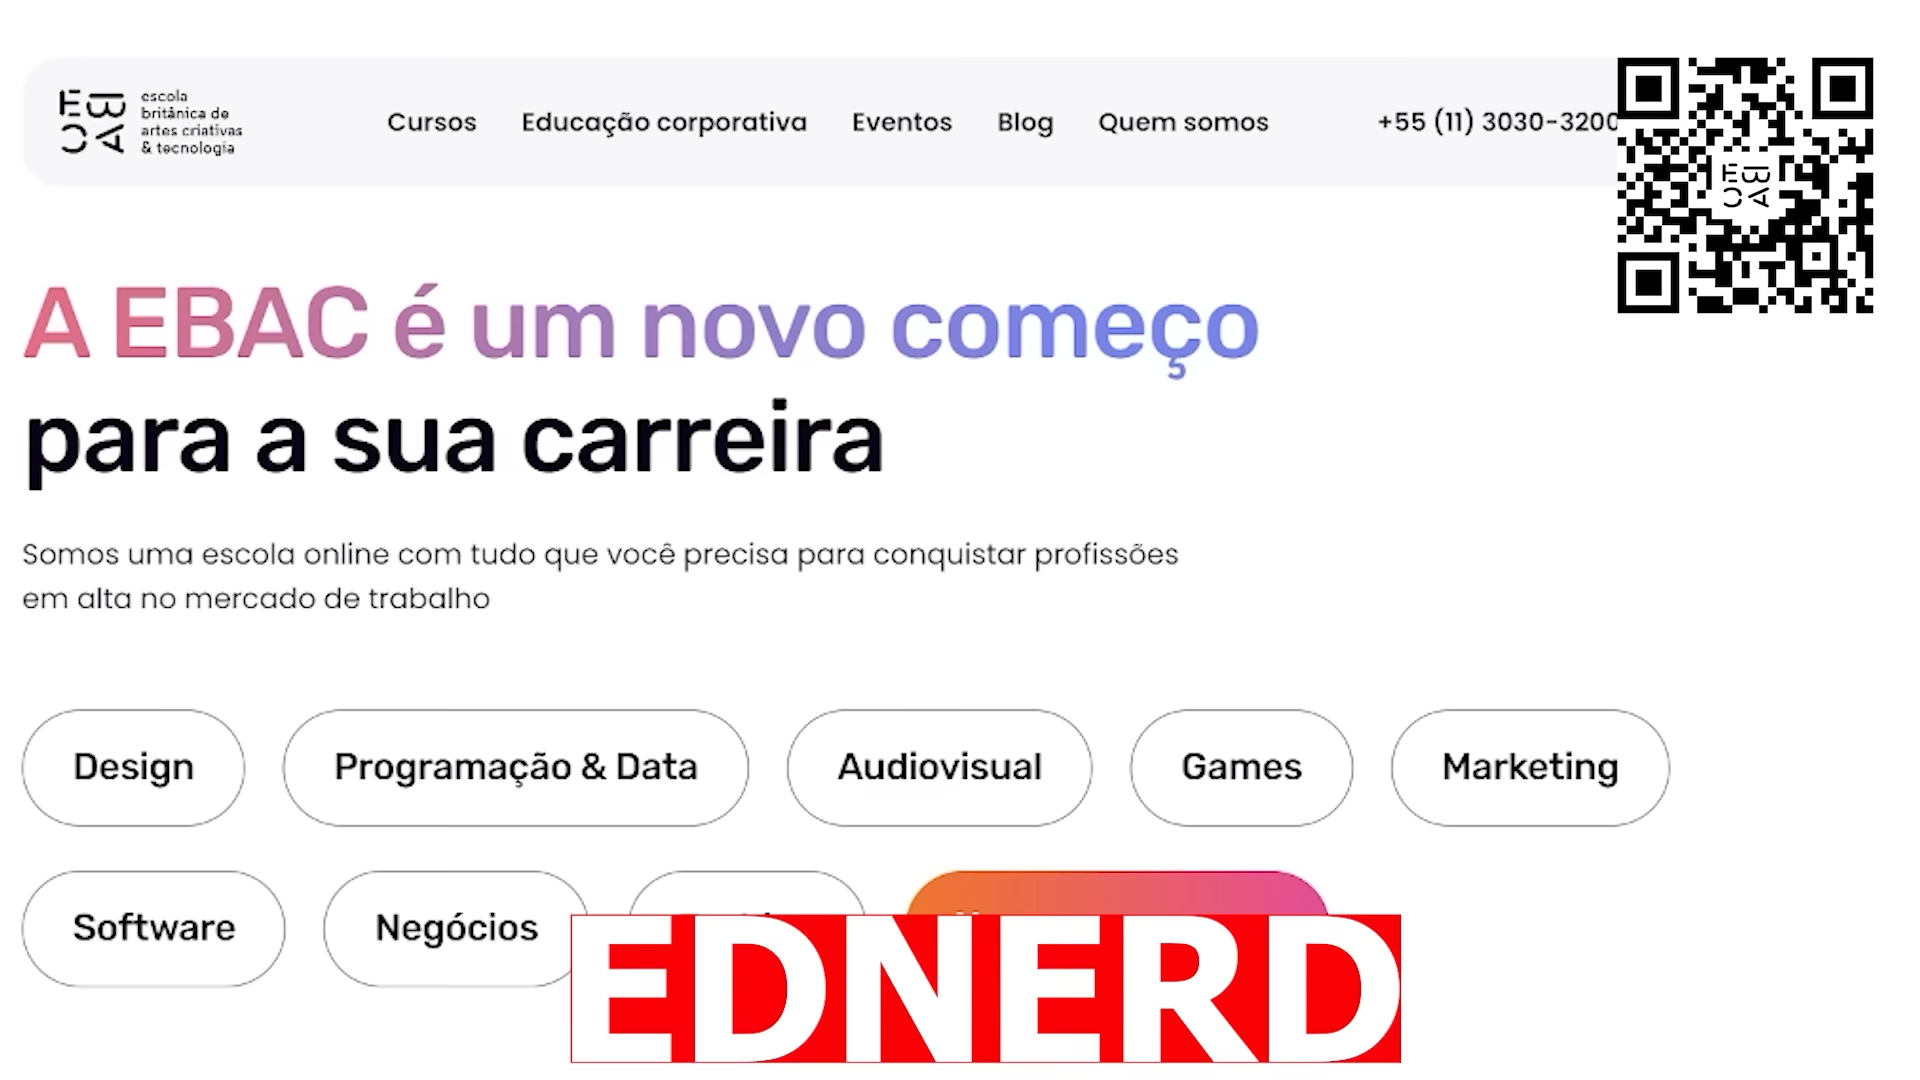 escola
britânica de
artes criativas
& tecnologia
Cursos Educação corporativa Eventos Blog Quem somos +55 (11) 3030-3200
A EBAC é um novo começo
para a sua carreira
Somos uma escola online com tudo que você precisa para conquistar profissões
em alta no mercado de trabalho
Design Programação & Data Audiovisual Games Marketing
Software Negócios
EDNERD